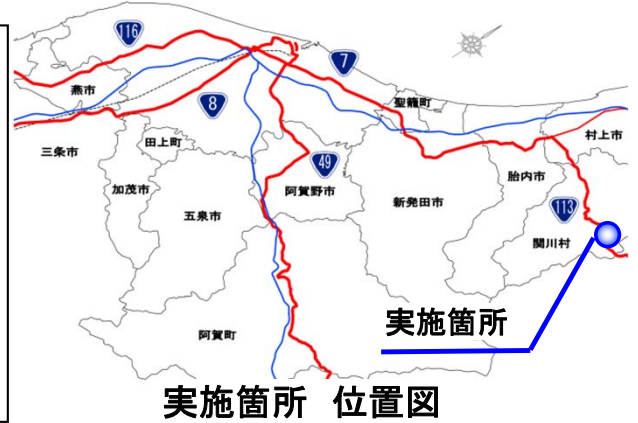 116
7
燕市
8
聖籠町
三条市
田上町
村上市
49
加茂市
阿賀野市
胎内市
五泉市
新発田市
113
関川村
阿賀町
実施箇所
実施箇所 位置図